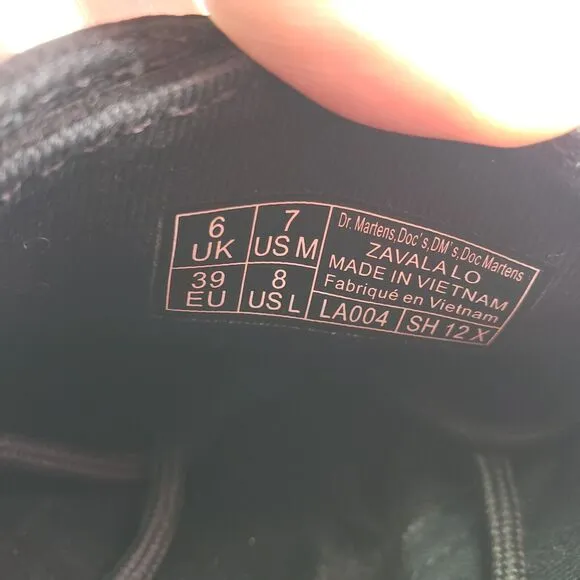 6
UK
7
US M
39
EU
8
US L
Dr. Martens,Doc's,DM's,Doc Martens
ZAVALA LO
MADE IN VIETNAM
Fabriqué en Vietnam
LA004
SH 12 X